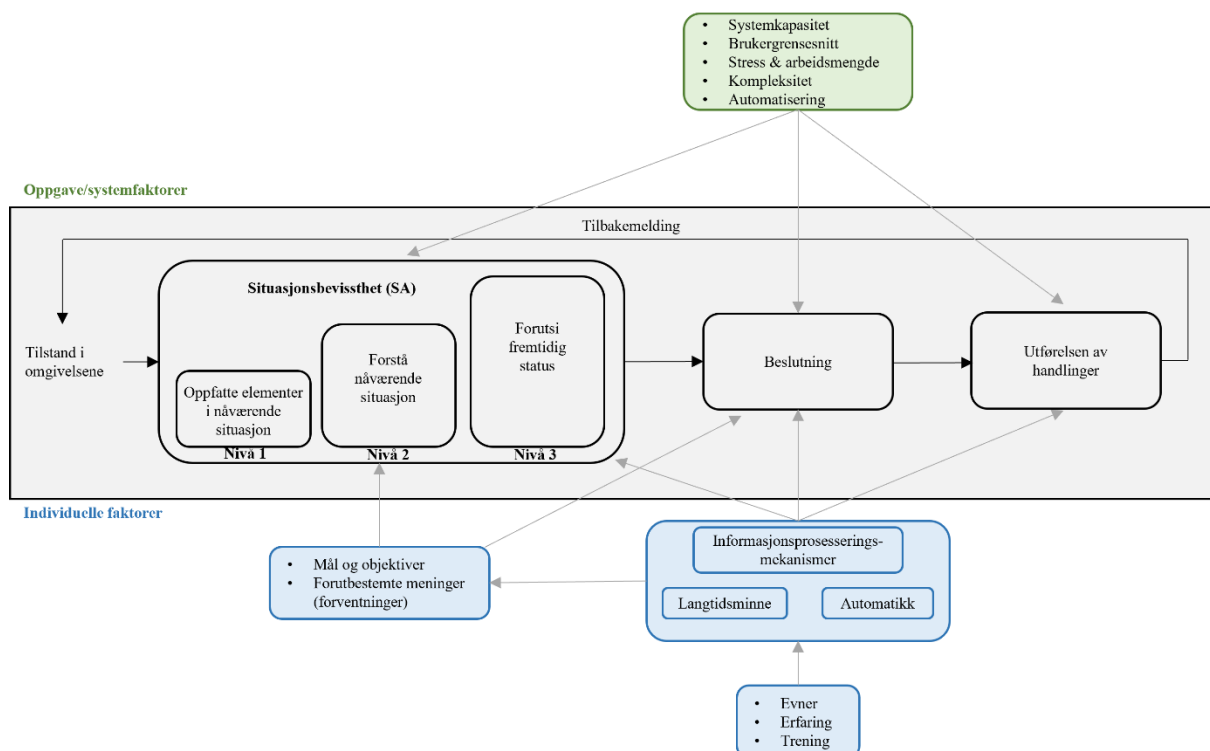 • Systemkapasitet
• Brukergrensesnitt
• Stress & arbeidsmengde
• Kompleksitet
• Automatisering
Oppgave/systemfaktorer
Tilbakemelding
Situasjonsbevissthet (SA)
Tilstand i
omgivelsene
Oppfatte elementer
i nåværende
situasjon
Nivå 1
Forstå
nåværende
situasjon
Nivå 2
Forutsi
fremtidig
status
Nivå 3
Beslutning
Utførelsen av
handlinger
Individuelle faktorer
• Mål og objektiver
• Forutbestemte meninger
(forventninger)
Informasjonsprosesserings-
mekanismer
Langtidsminne
Automatikk
• Evner
• Erfaring
• Trening